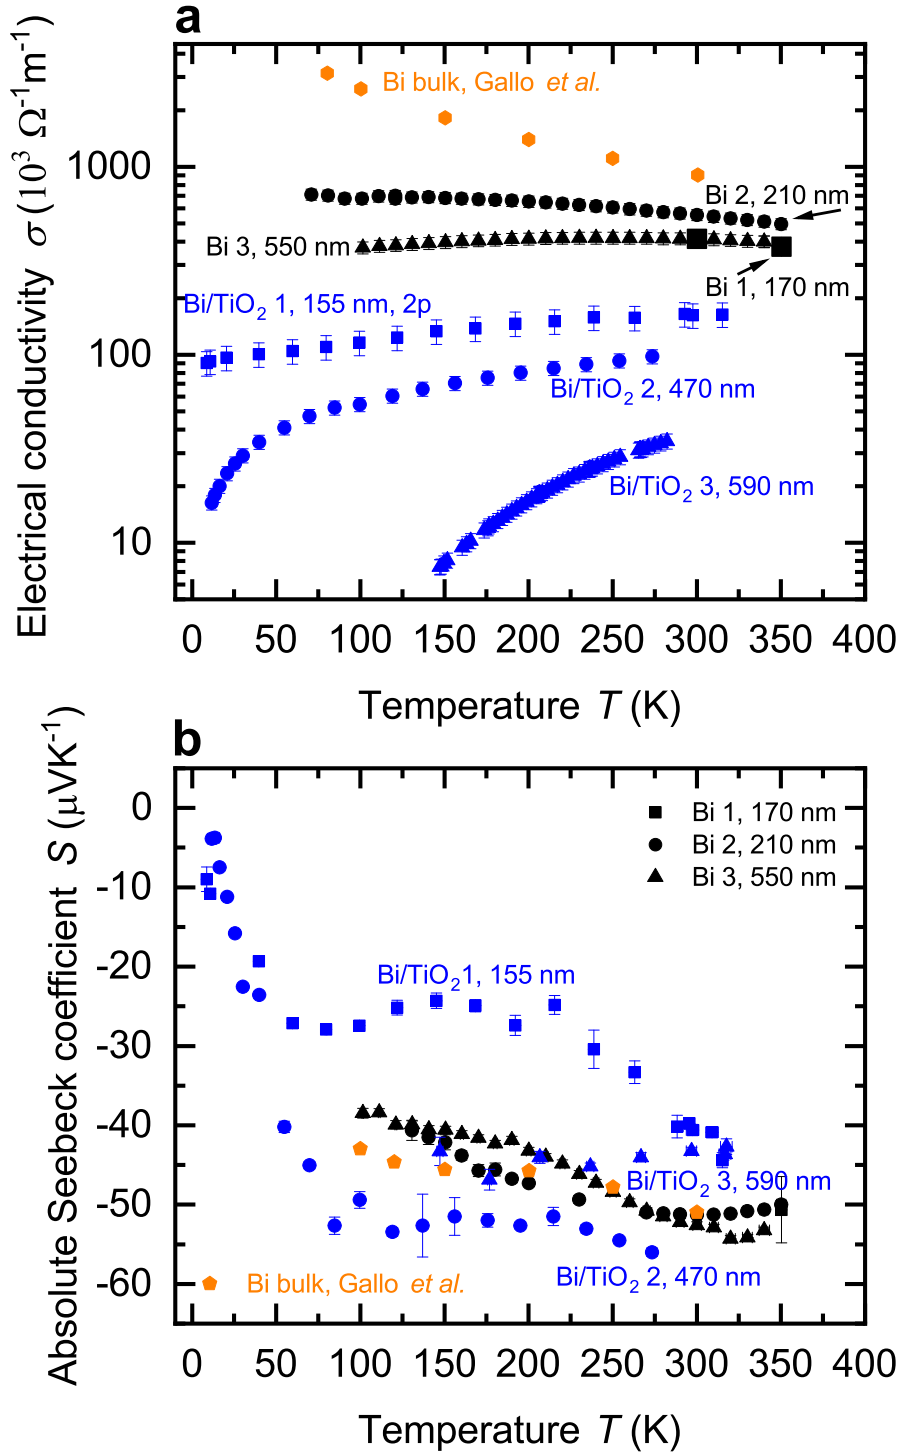 a
Electrical conductivity σ (10³ Ω⁻¹m⁻¹)
1000
100
10
Bi bulk, Gallo et al.
Bi 2, 210 nm
Bi 3, 550 nm
Bi 1, 170 nm
Bi/TiO₂ 1, 155 nm, 2p
Bi/TiO₂ 2, 470 nm
Bi/TiO₂ 3, 590 nm
0 50 100 150 200 250 300 350 400
Temperature T (K)
b
Absolute Seebeck coefficient S (μVK⁻¹)
0
-10
-20
-30
-40
-50
-60
Bi 1, 170 nm
Bi 2, 210 nm
Bi 3, 550 nm
Bi/TiO₂1, 155 nm
Bi/TiO₂ 3, 590 nm
Bi/TiO₂ 2, 470 nm
Bi bulk, Gallo et al.
0 50 100 150 200 250 300 350 400
Temperature T (K)